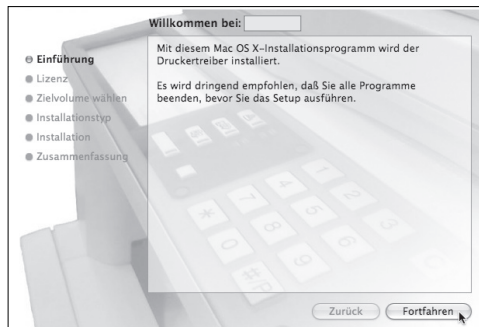 Willkommen bei:
Einführung
Lizenz
Zielvolume wählen
Installationstyp
Installation
Zusammenfassung
Mit diesem Mac OS X-Installationsprogramm wird der
Druckertreiber installiert.
Es wird dringend empfohlen, daß Sie alle Programme
beenden, bevor Sie das Setup ausführen.
Zurück
Fortfahren